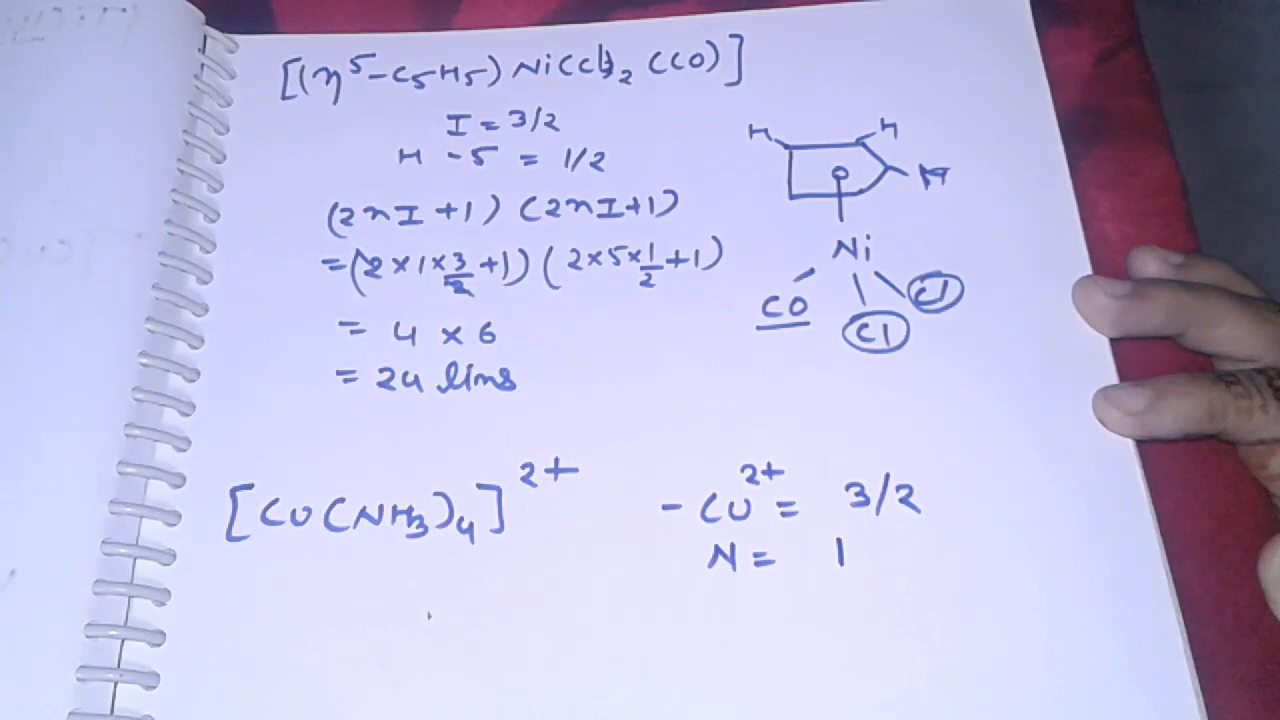 [(η⁵-C₅H₅) Ni(Cl)₂ (CO)]
I = 3/2
H - 5 = 1/2
(2nI + 1) (2nI+1)
= (2 × 1 × 3/2 + 1) (2 × 5 × 1/2 + 1)
= 4 × 6
= 24 lins
H H
H
Ni
CO Cl Cl
[Cu(NH₃)₄]²⁺
- Cu²⁺ = 3/2
N = 1